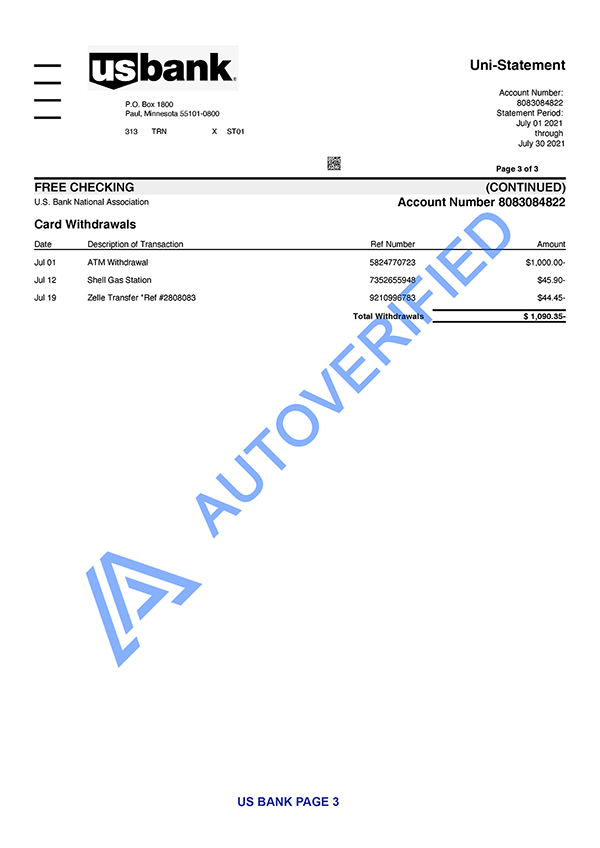 usbank®
Uni-Statement
P.O. Box 1800
Paul, Minnesota 55101-0800
313 TRN X ST01
Account Number:
8083084822
Statement Period:
July 01 2021
through
July 30 2021
Page 3 of 3
FREE CHECKING (CONTINUED)
U.S. Bank National Association Account Number 8083084822
Card Withdrawals
Date Description of Transaction Ref Number Amount
Jul 01 ATM Withdrawal 5824770723 $1,000.00-
Jul 12 Shell Gas Station 7352655948 $45.90-
Jul 19 Zelle Transfer *Ref #2808083 9210996783 $44.45-
Total Withdrawals $ 1,090.35-
AUTOVERIFIED
US BANK PAGE 3